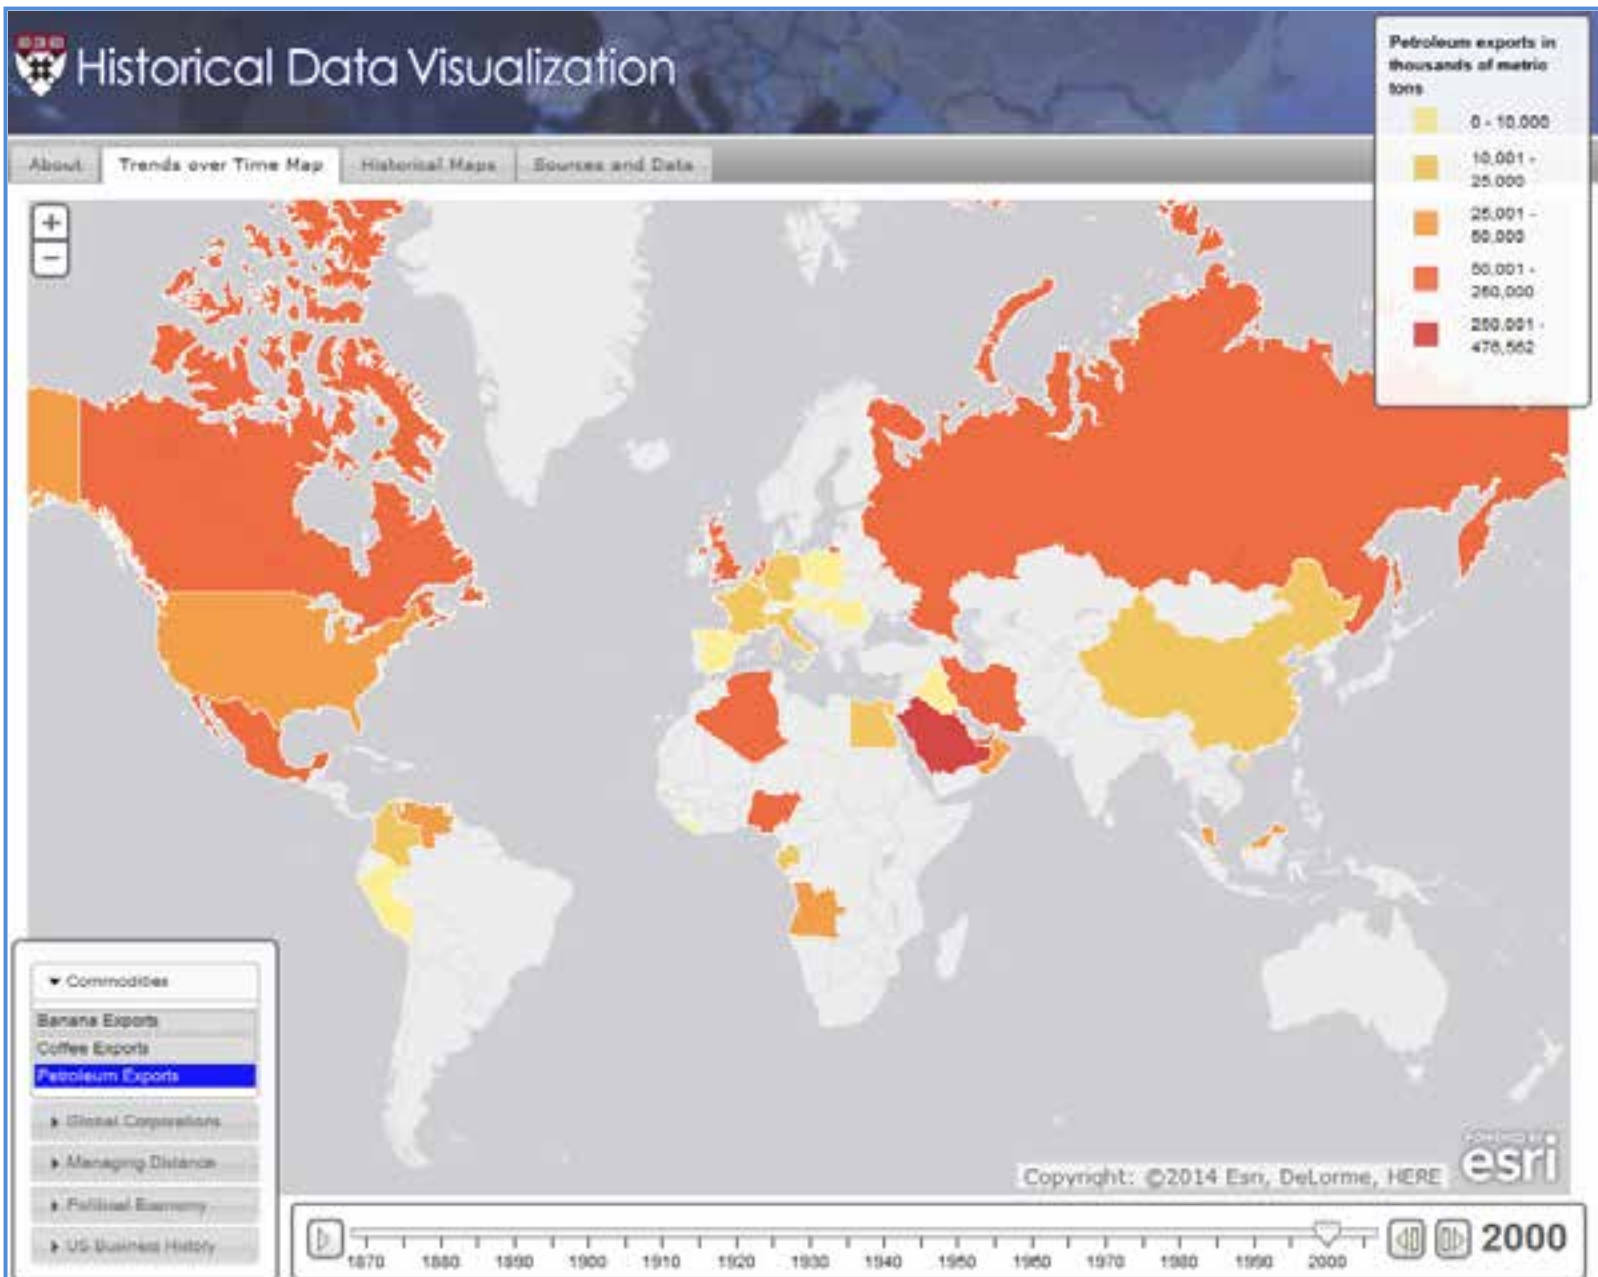 Historical Data Visualization
Petroleum exports in
thousands of metric
tons
0 - 10,000
10,001 -
25,000
25,001 -
50,000
50,001 -
250,000
250,001 -
476,562
About
Trends over Time Map
Historical Maps
Sources and Data
+
−
Commodities
Banana Exports
Coffee Exports
Petroleum Exports
Global Corporations
Managing Distance
Political Economy
US Business History
Copyright: ©2014 Esri, DeLorme, HERE
POWERED BY
esri
1870 1880 1890 1900 1910 1920 1930 1940 1950 1960 1970 1980 1990 2000
2000